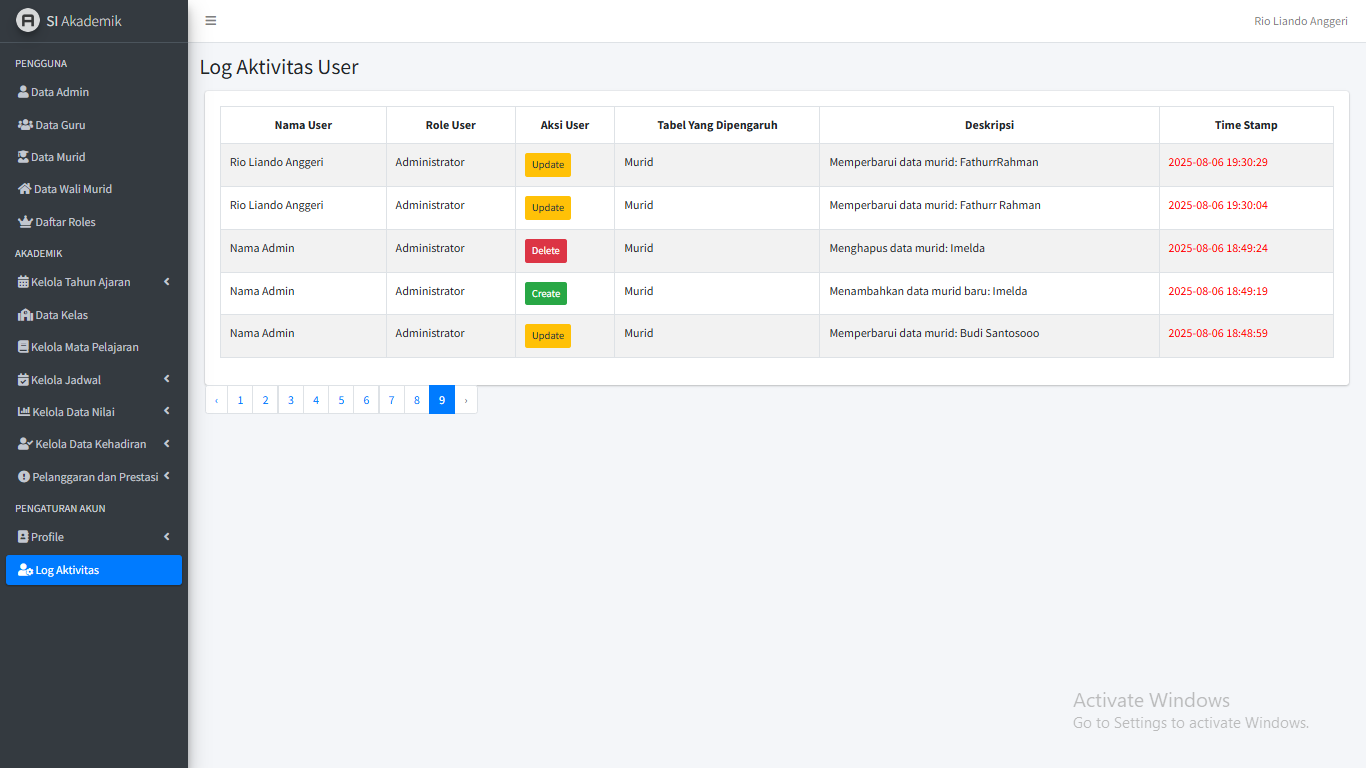 SI Akademik
Rio Liando Anggeri
PENGGUNA
Data Admin
Data Guru
Data Murid
Data Wali Murid
Daftar Roles
AKADEMIK
Kelola Tahun Ajaran
Data Kelas
Kelola Mata Pelajaran
Kelola Jadwal
Kelola Data Nilai
Kelola Data Kehadiran
Pelanggaran dan Prestasi
PENGATURAN AKUN
Profile
Log Aktivitas
Log Aktivitas User
Nama User Role User Aksi User Tabel Yang Dipengaruh Deskripsi Time Stamp
Rio Liando Anggeri Administrator Update Murid Memperbarui data murid: FathurrRahman 2025-08-06 19:30:29
Rio Liando Anggeri Administrator Update Murid Memperbarui data murid: Fathurr Rahman 2025-08-06 19:30:04
Nama Admin Administrator Delete Murid Menghapus data murid: Imelda 2025-08-06 18:49:24
Nama Admin Administrator Create Murid Menambahkan data murid baru: Imelda 2025-08-06 18:49:19
Nama Admin Administrator Update Murid Memperbarui data murid: Budi Santosooo 2025-08-06 18:48:59
‹ 1 2 3 4 5 6 7 8 9 ›
Activate Windows
Go to Settings to activate Windows.